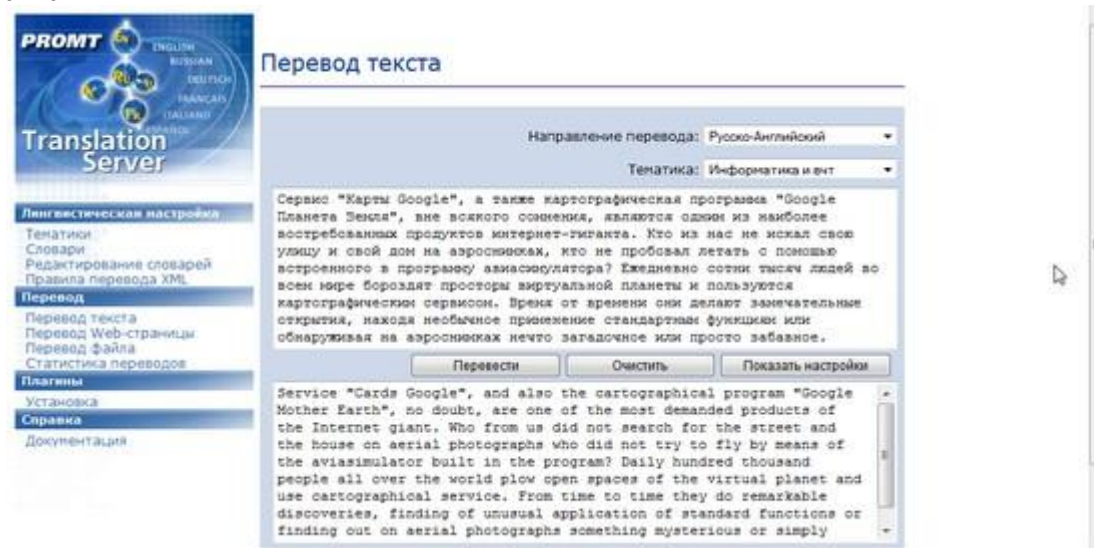 PROMT
ENGLISH
RUSSIAN
DEUTSCH
FRANÇAIS
ITALIANO
ESPAÑOL
Translation
Server
Лингвистическая настройка
Тематики
Словари
Редактирование словарей
Правила перевода XML
Перевод
Перевод текста
Перевод Web-страницы
Перевод файла
Статистика переводов
Плагины
Установка
Справка
Документация
Перевод текста
Направление перевода: Русско-Английский
Тематика: Информатика и вчт
Сервис "Карты Google", а также картографическая программа "Google
Планета Земля", вне всякого сомнения, являются одним из наиболее
востребованных продуктов интернет-гиганта. Кто из нас не искал свою
улицу и свой дом на аэроснимках, кто не пробовал летать с помощью
встроенного в программу авиасимулятора? Ежедневно сотни тысяч людей во
всем мире бороздят просторы виртуальной планеты и пользуются
картографическим сервисом. Время от времени они делают замечательные
открытия, находя необычное применение стандартным функциям или
обнаруживая на аэроснимках нечто загадочное или просто забавное.
Перевести Очистить Показать настройки
Service "Cards Google", and also the cartographical program "Google
Mother Earth", no doubt, are one of the most demanded products of
the Internet giant. Who from us did not search for the street and
the house on aerial photographs who did not try to fly by means of
the aviasimulator built in the program? Daily hundred thousand
people all over the world plow open spaces of the virtual planet and
use cartographical service. From time to time they do remarkable
discoveries, finding of unusual application of standard functions or
finding out on aerial photographs something mysterious or simply